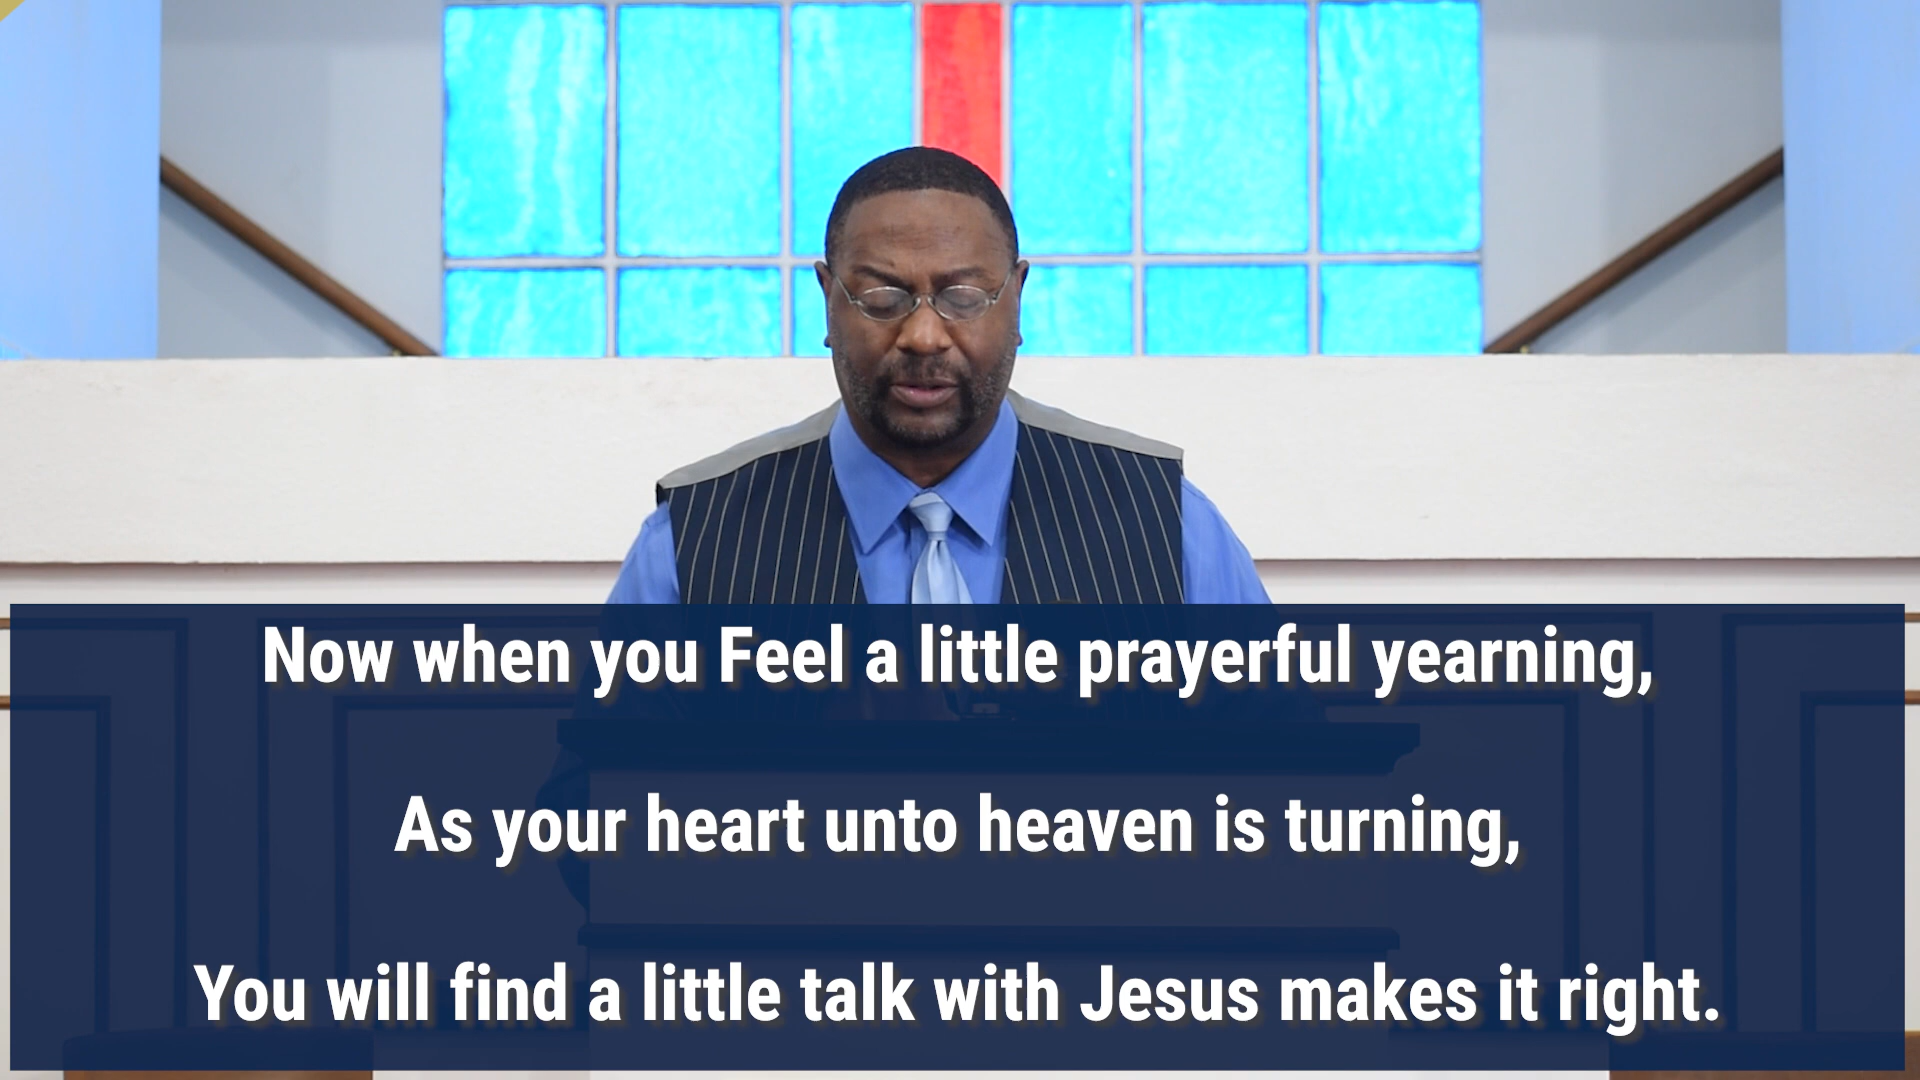 Now when you Feel a little prayerful yearning,
As your heart unto heaven is turning,
You will find a little talk with Jesus makes it right.